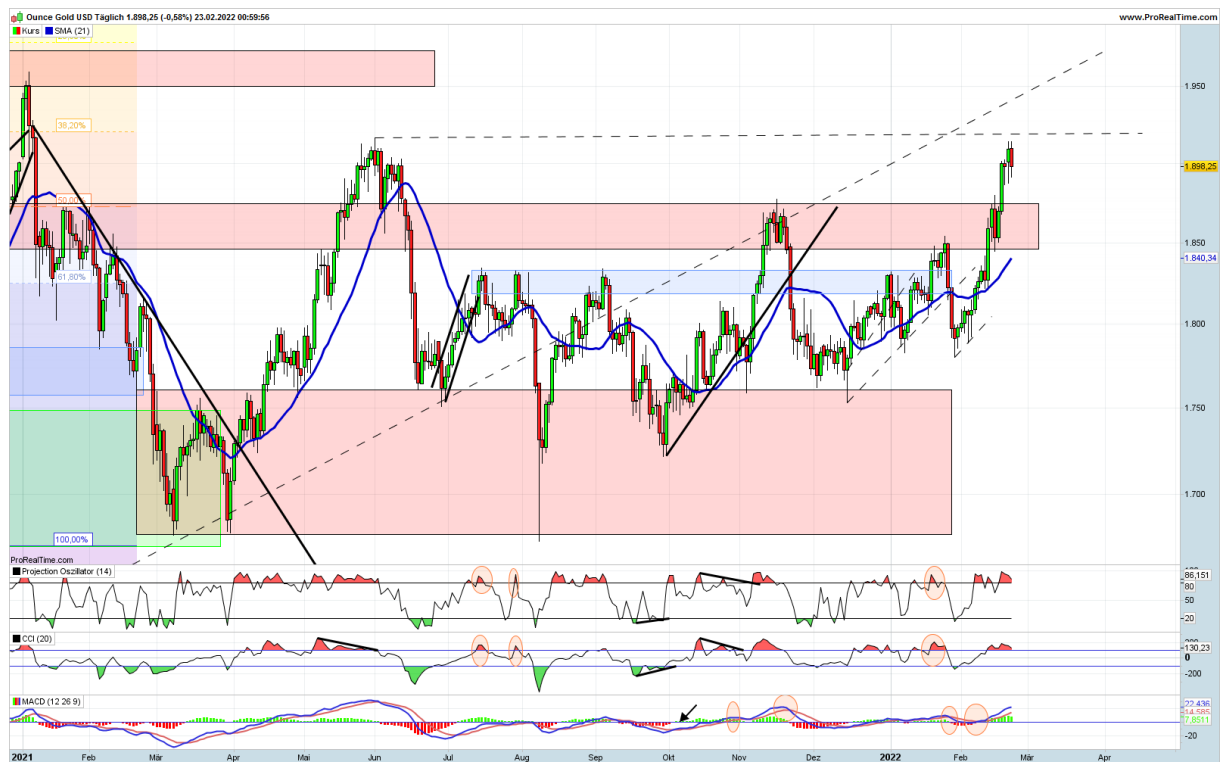 Ounce Gold USD Täglich 1.898,25 (-0,58%) 23.02.2022 00:59:56
www.ProRealTime.com
Kurs SMA (21)
1.950
38,20%
1.898,25
50,00%
1.850
1.840,34
61,80%
1.800
1.750
1.700
100,00%
ProRealTime.com
Projection Oszillator (14)
86,151
80
50
20
CCI (20)
130,23
0
-200
MACD (12 26 9)
22,436
14,585
7,8511
-20
2021 Feb Mär Apr Mai Jun Jul Aug Sep Okt Nov Dez 2022 Feb Mär Apr